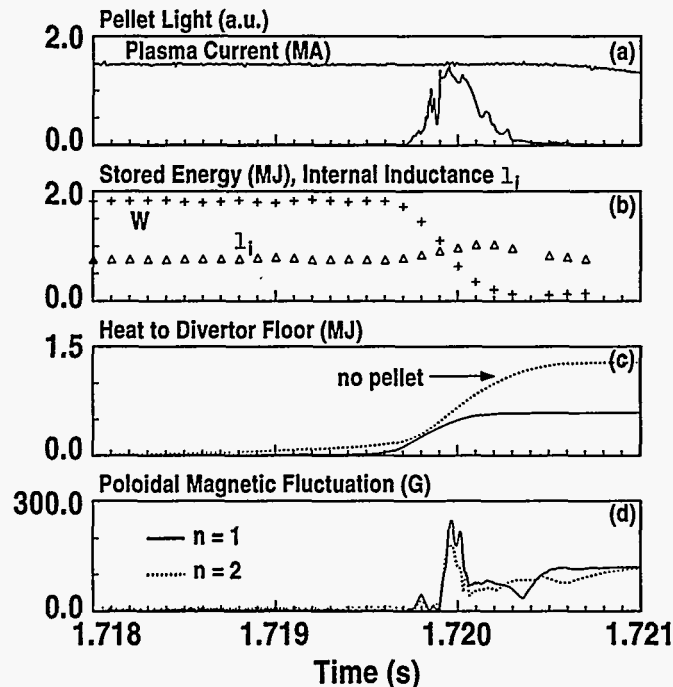 Pellet Light (a.u.)
2.0
Plasma Current (MA)
(a)
0.0
Stored Energy (MJ), Internal Inductance lᵢ
2.0
(b)
W
lᵢ
0.0
Heat to Divertor Floor (MJ)
1.5
(c)
no pellet
0.0
Poloidal Magnetic Fluctuation (G)
300.0
(d)
n = 1
n = 2
0.0
1.718 1.719 1.720 1.721
Time (s)